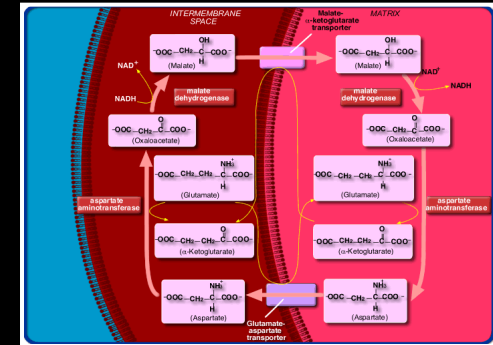 INTERMEMBRANE
SPACE
Malate-
α-ketoglutarate
transporter
MATRIX
OH
-OOC—CH₂—C—COO-
H
(Malate)
OH
-OOC—CH₂—C—COO-
H
(Malate)
NAD+
NADH
malate
dehydrogenase
NAD+
NADH
malate
dehydrogenase
O
-OOC—CH₂—C—COO-
(Oxaloacetate)
O
-OOC—CH₂—C—COO-
(Oxaloacetate)
NH₃+
-OOC—CH₂—CH₂—C—COO-
H
(Glutamate)
NH₃+
-OOC—CH₂—CH₂—C—COO-
H
(Glutamate)
aspartate
aminotransferase
aspartate
aminotransferase
O
-OOC—CH₂—CH₂—C—COO-
(α-Ketoglutarate)
O
-OOC—CH₂—CH₂—C—COO-
(α-Ketoglutarate)
NH₃+
-OOC—CH₂—C—COO-
H
(Aspartate)
NH₃+
-OOC—CH₂—C—COO-
H
(Aspartate)
Glutamate-
aspartate
transporter